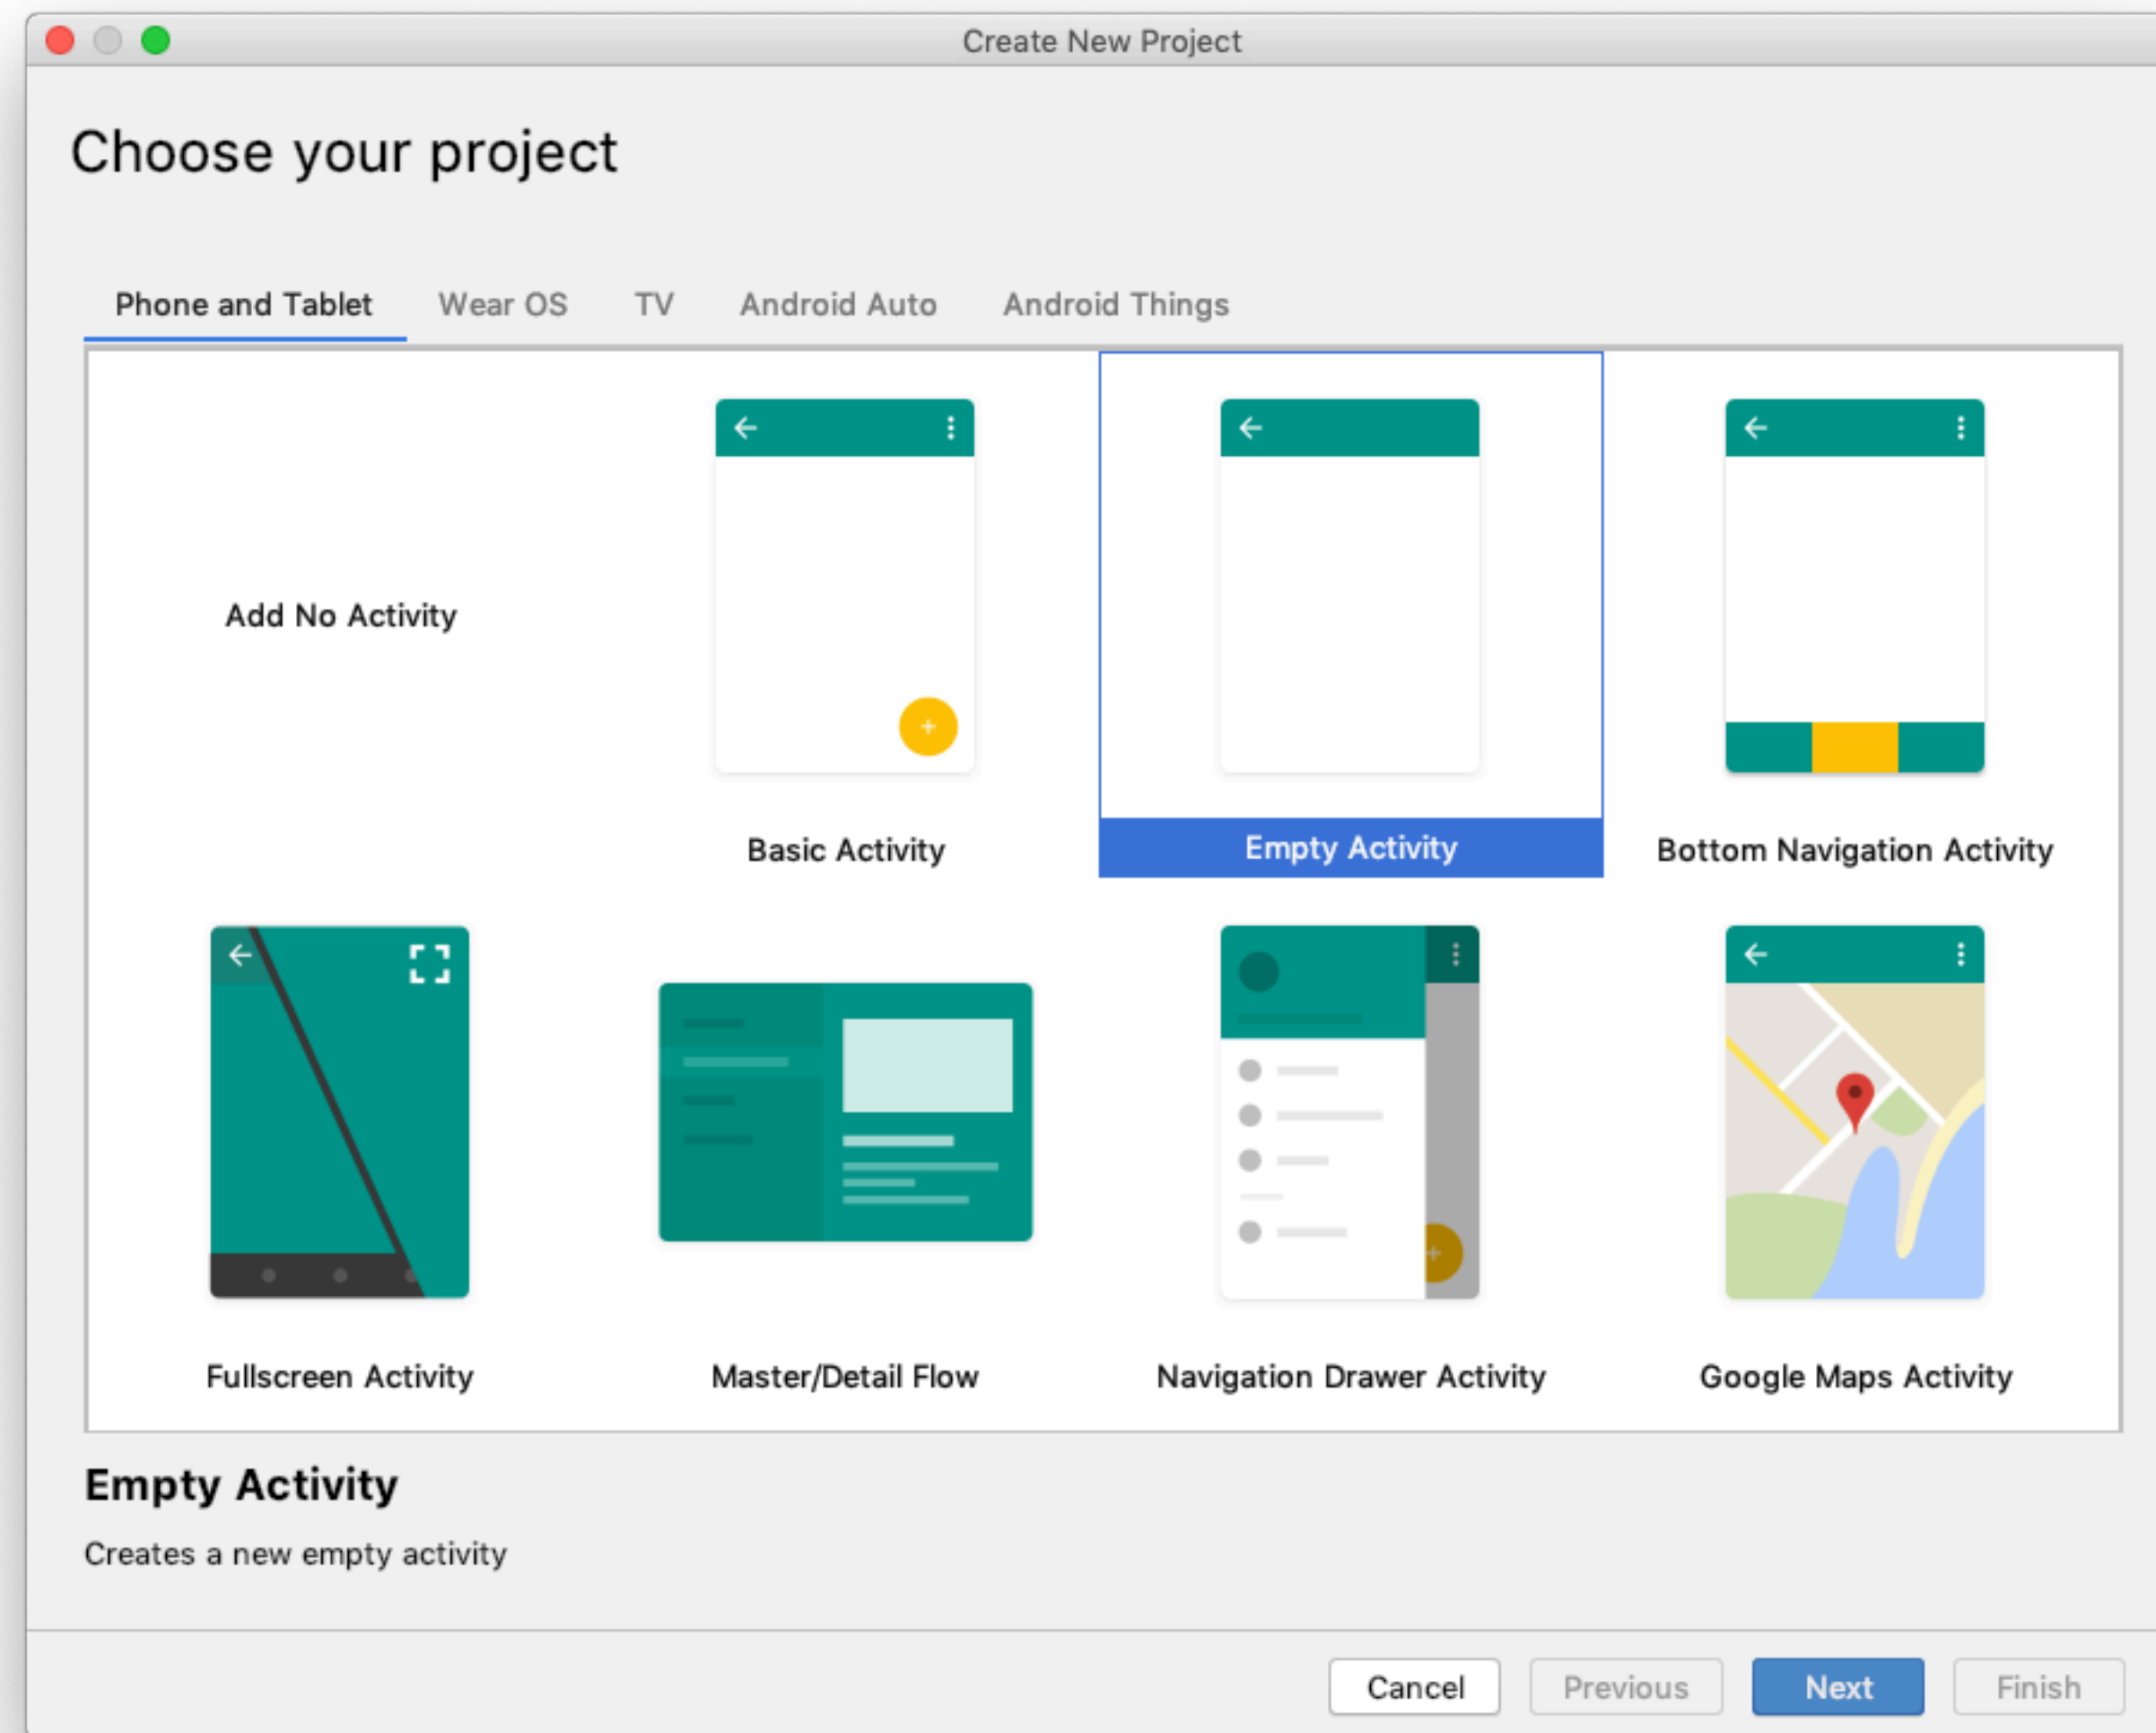 Create New Project
Choose your project
Phone and Tablet Wear OS TV Android Auto Android Things
Add No Activity
Basic Activity
Empty Activity
Bottom Navigation Activity
Fullscreen Activity
Master/Detail Flow
Navigation Drawer Activity
Google Maps Activity
Empty Activity
Creates a new empty activity
Cancel Previous Next Finish